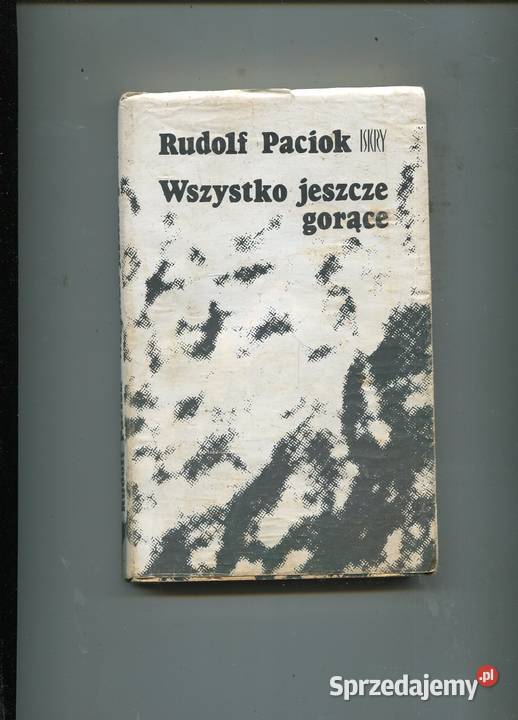 Rudolf Paciok ISKRY
Wszystko jeszcze
gorące
Sprzedajemy.pl